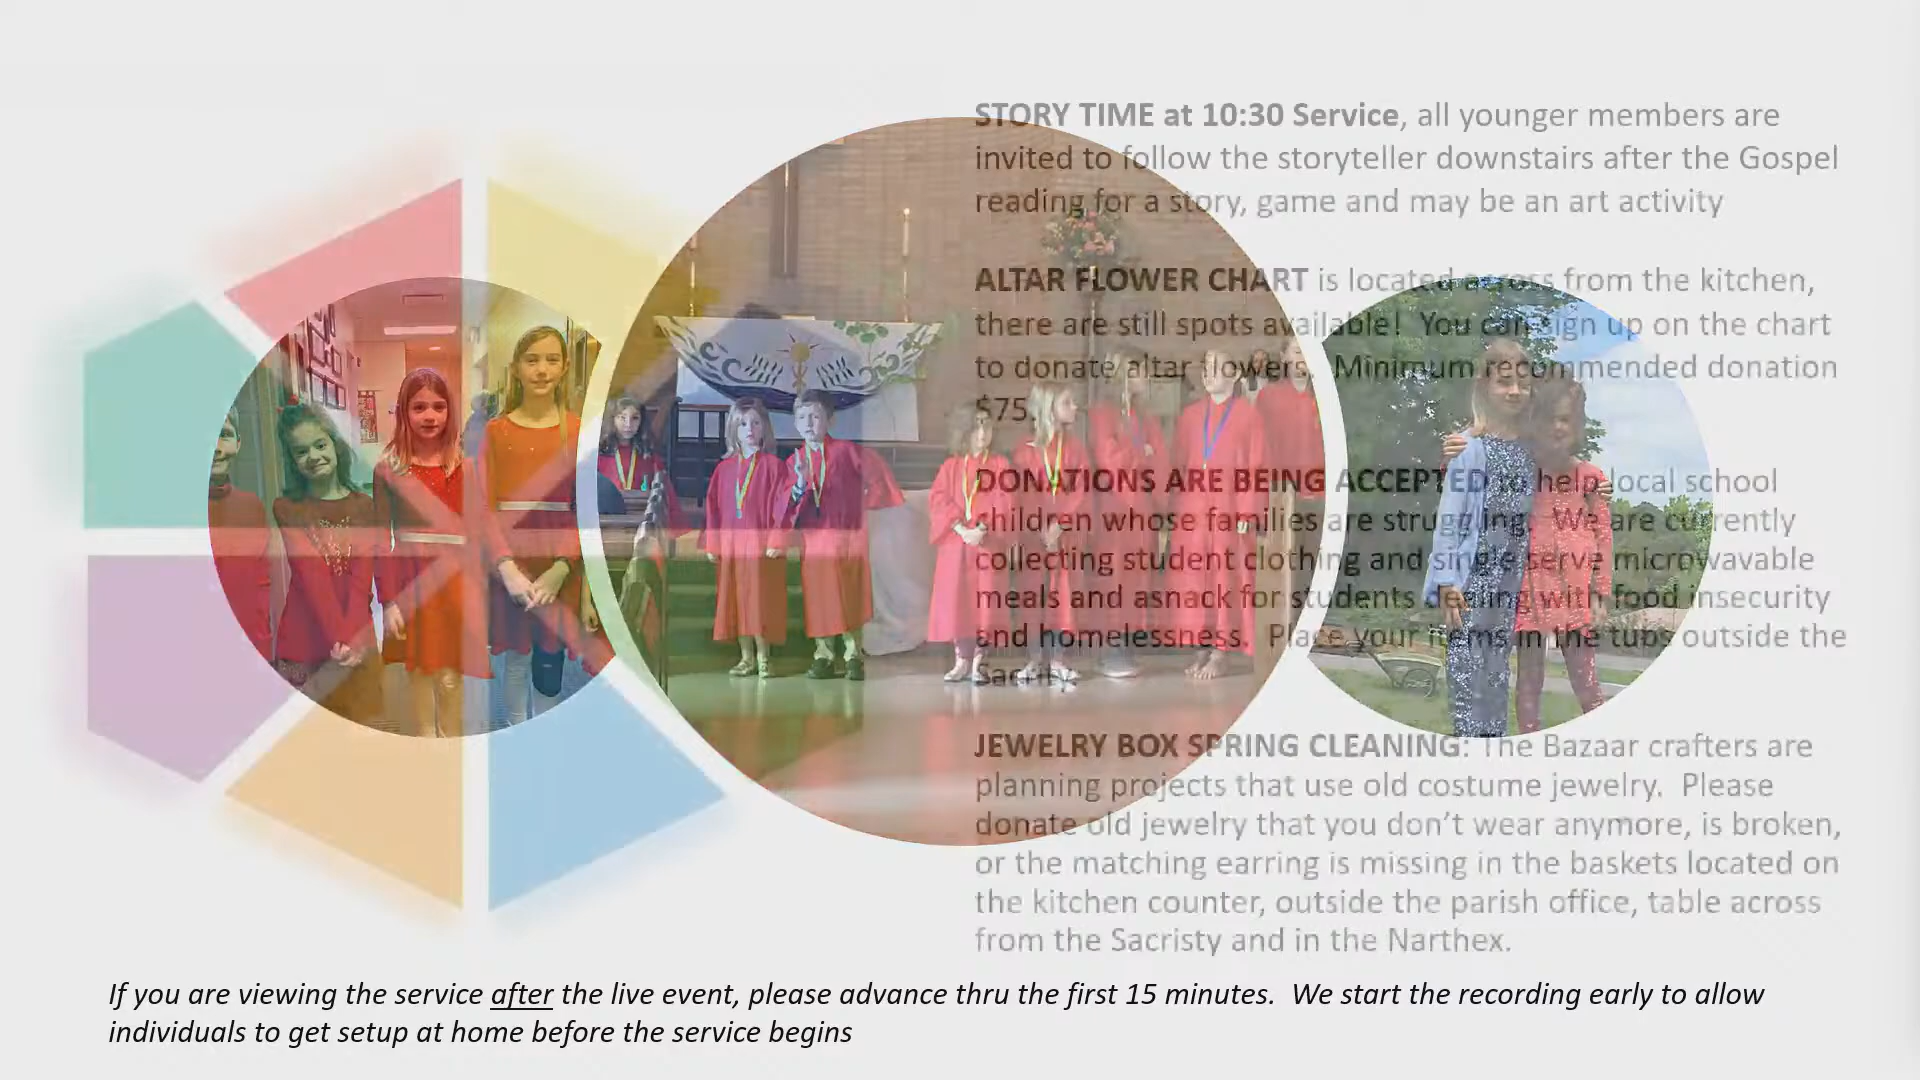 STORY TIME at 10:30 Service, all younger members are
invited to follow the storyteller downstairs after the Gospel
reading for a story, game and may be an art activity
ALTAR FLOWER CHART is located across from the kitchen,
there are still spots available!  You can sign up on the chart
to donate altar flowers.  Minimum recommended donation
$75.
DONATIONS ARE BEING ACCEPTED to help local school
children whose families are struggling.  We are currently
collecting student clothing and single serve microwavable
meals and asnack for students dealing with food insecurity
and homelessness.  Place your items in the tubs outside the
Sacrity.
JEWELRY BOX SPRING CLEANING: The Bazaar crafters are
planning projects that use old costume jewelry.  Please
donate old jewelry that you don’t wear anymore, is broken,
or the matching earring is missing in the baskets located on
the kitchen counter, outside the parish office, table across
from the Sacristy and in the Narthex.
If you are viewing the service after the live event, please advance thru the first 15 minutes.  We start the recording early to allow
individuals to get setup at home before the service begins